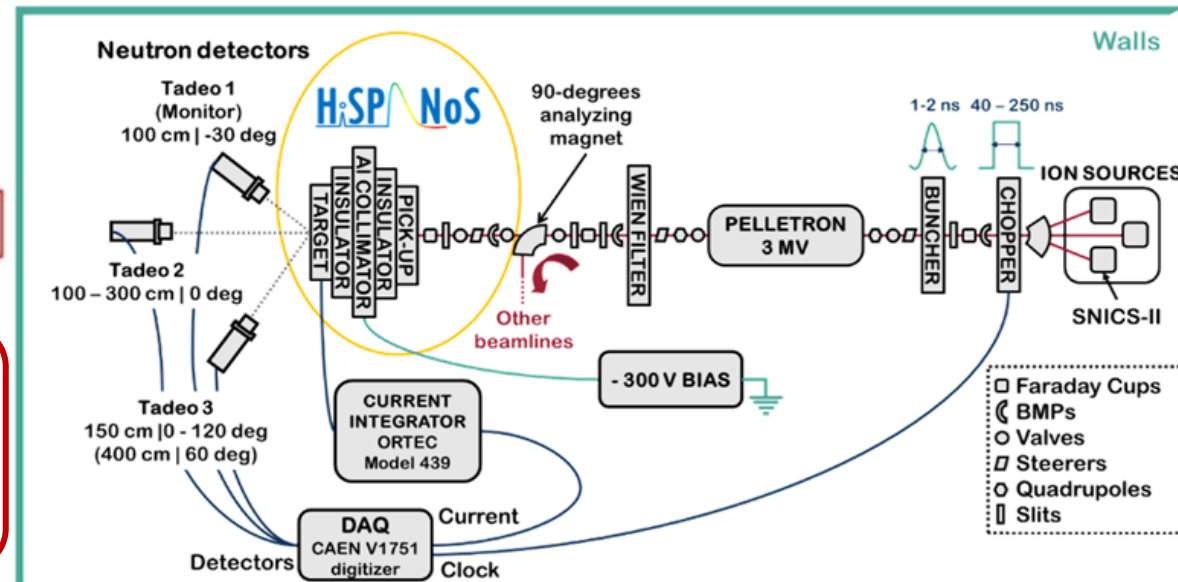 Walls
Neutron detectors
Tadeo 1
(Monitor)
100 cm | -30 deg
HiSPANoS
90-degrees
analyzing
magnet
1-2 ns
40 – 250 ns
ION SOURCES
TARGET
INSULATOR
Al COLLIMATOR
INSULATOR
PICK-UP
WIEN FILTER
PELLETRON
3 MV
BUNCHER
CHOPPER
SNICS-II
Tadeo 2
100 – 300 cm | 0 deg
Other
beamlines
- 300 V BIAS
Tadeo 3
150 cm |0 - 120 deg
(400 cm | 60 deg)
CURRENT
INTEGRATOR
ORTEC
Model 439
Faraday Cups
BMPs
Valves
Steerers
Quadrupoles
Slits
DAQ
CAEN V1751
digitizer
Current
Detectors
Clock